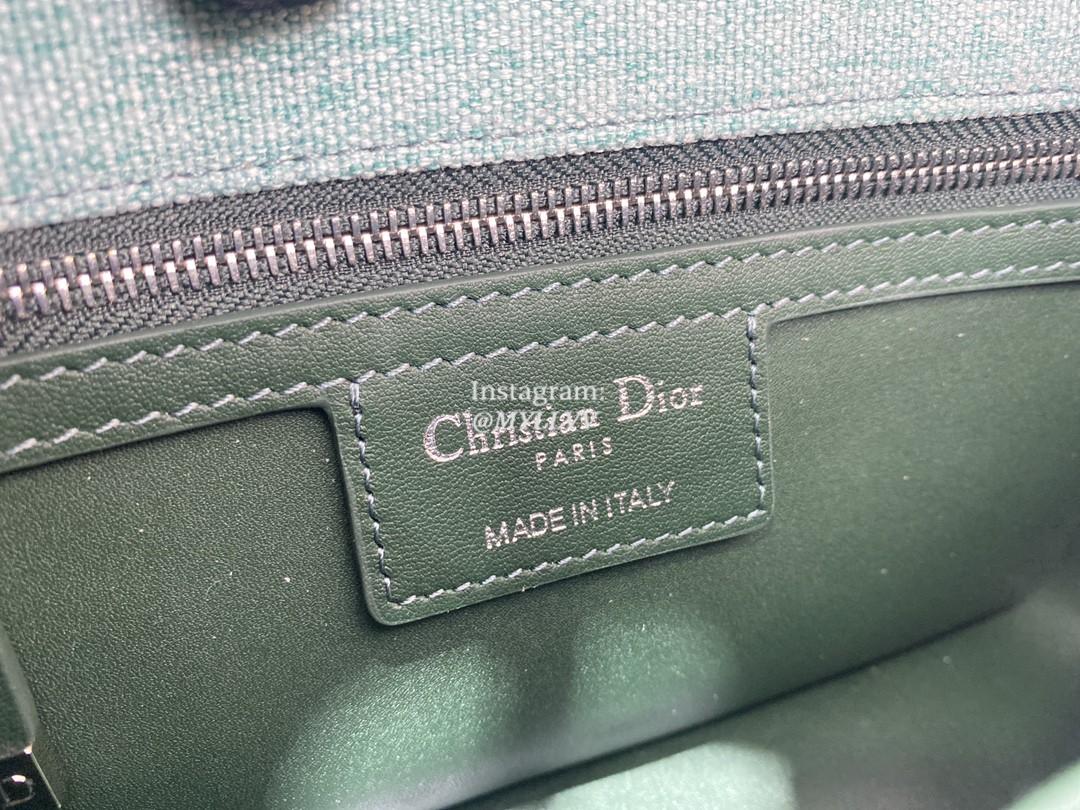 Instagram:
Christian Dior
PARIS
MADE IN ITALY
D